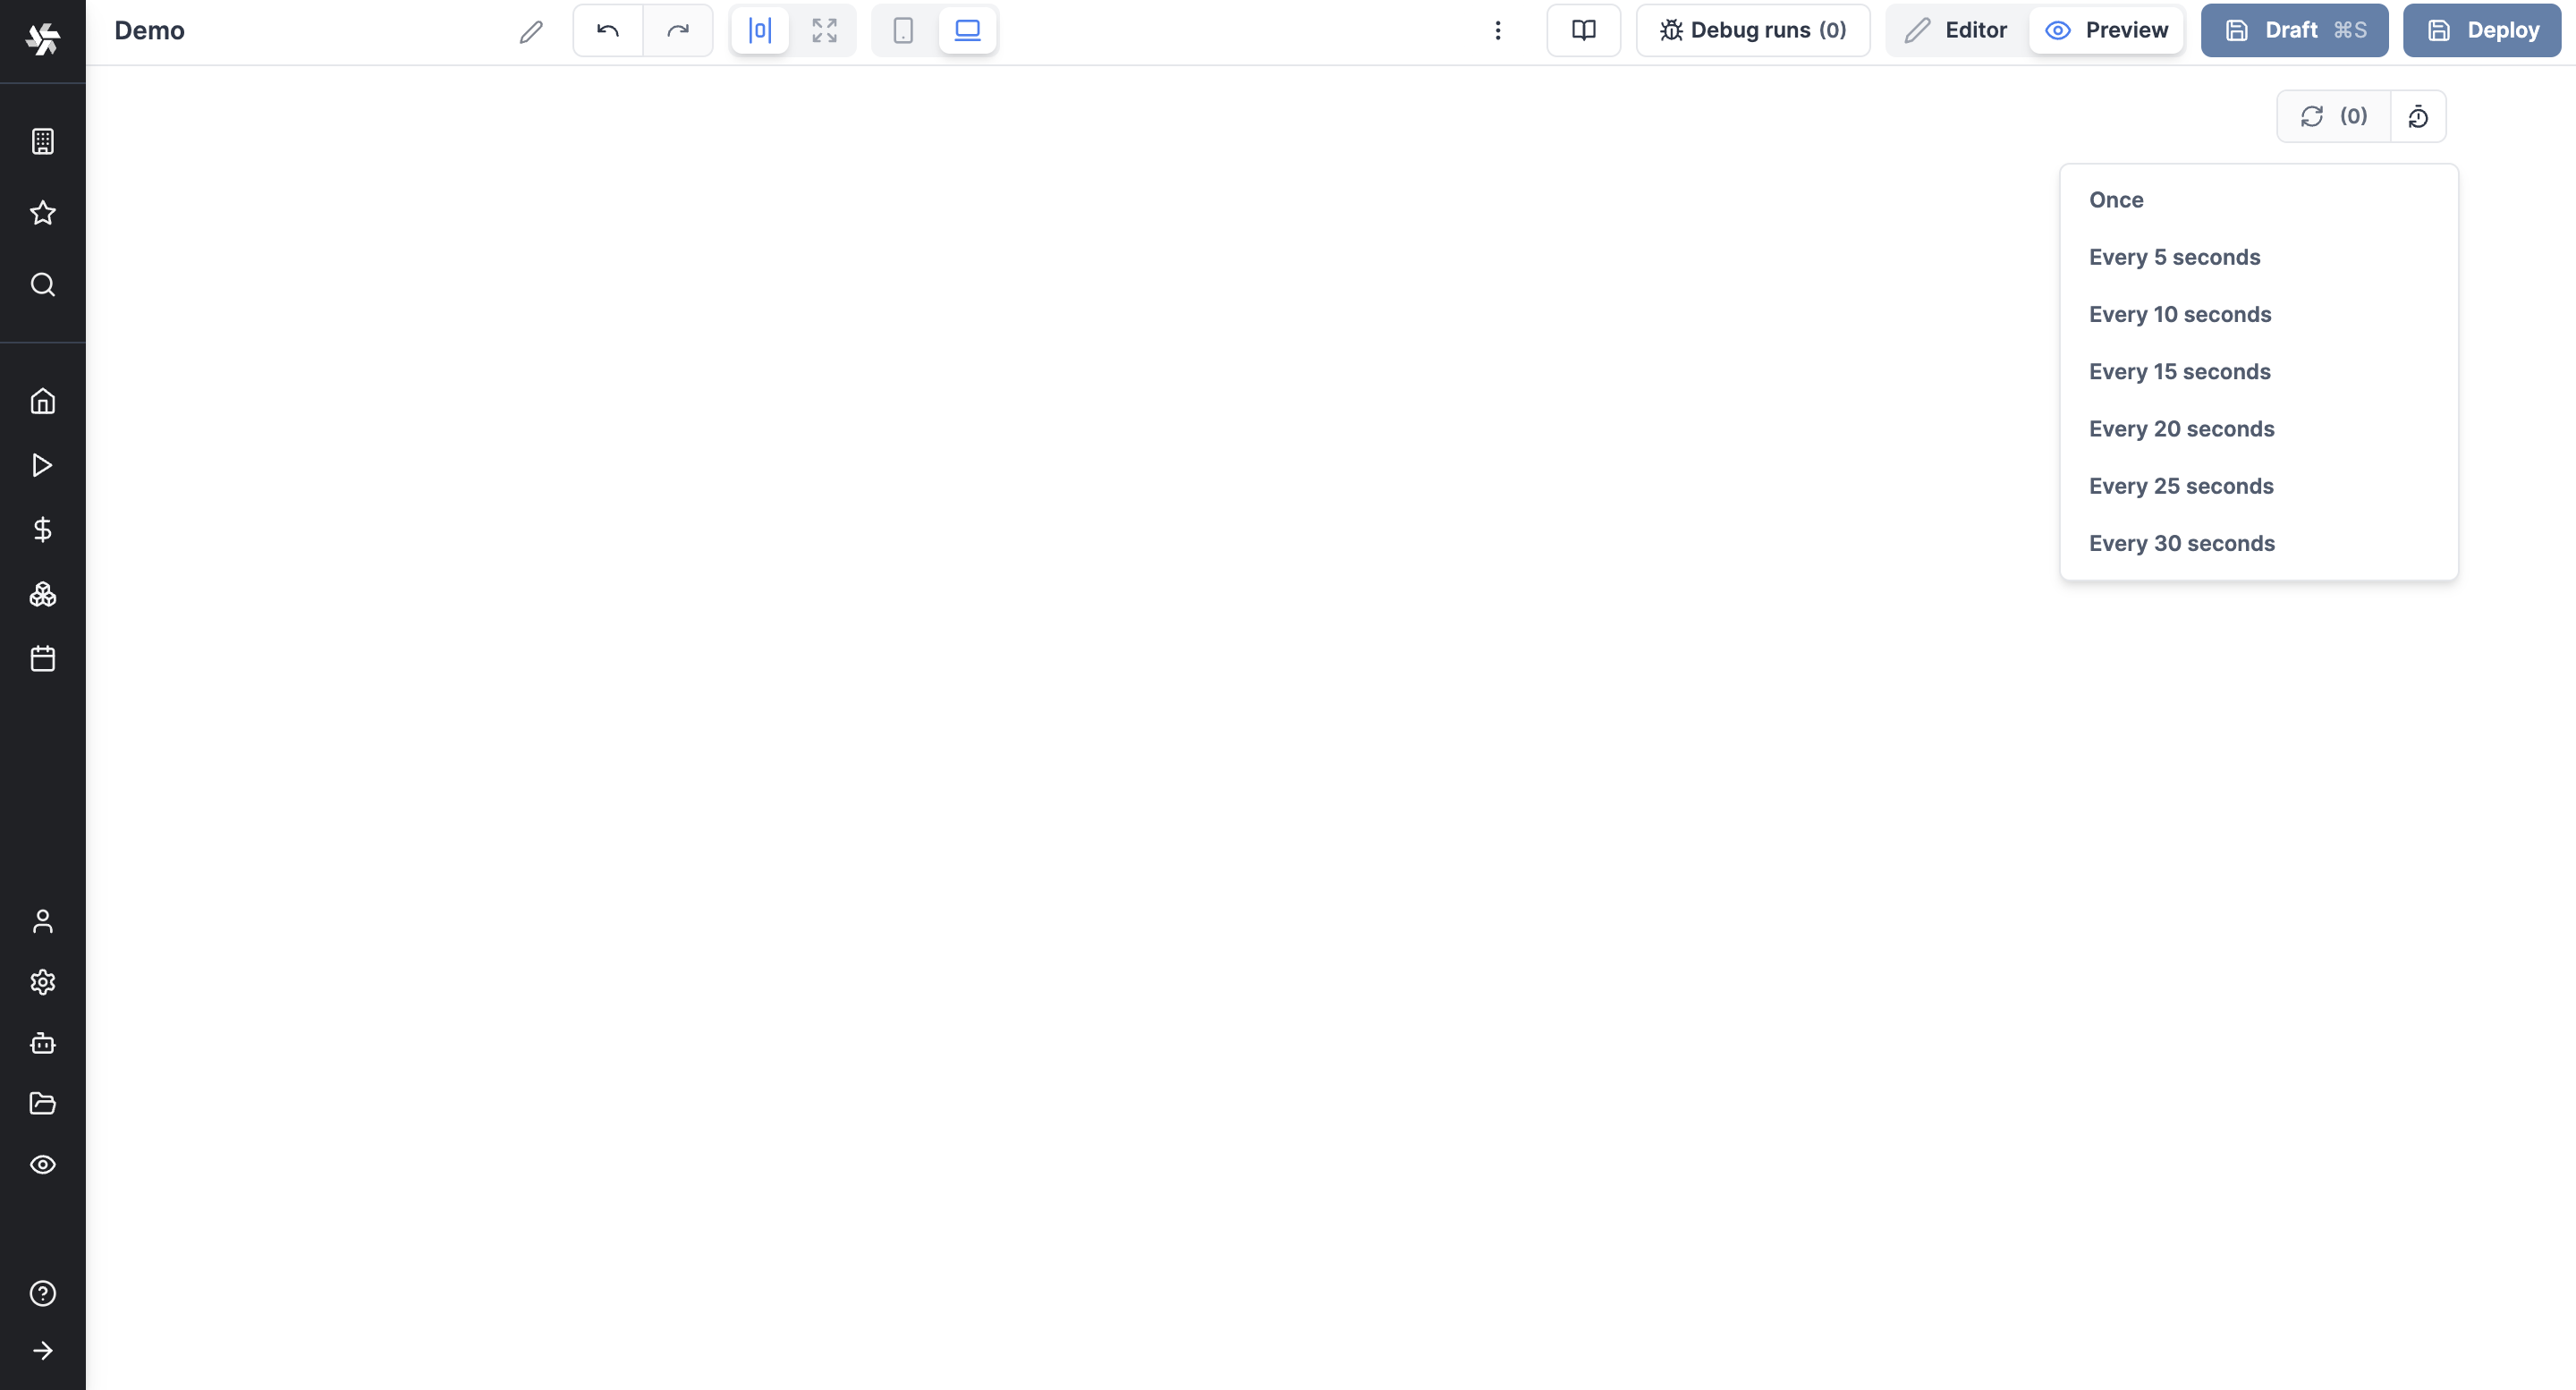 Demo
Debug runs (0)
Editor
Preview
Draft ⌘S
Deploy
(0)
Once
Every 5 seconds
Every 10 seconds
Every 15 seconds
Every 20 seconds
Every 25 seconds
Every 30 seconds